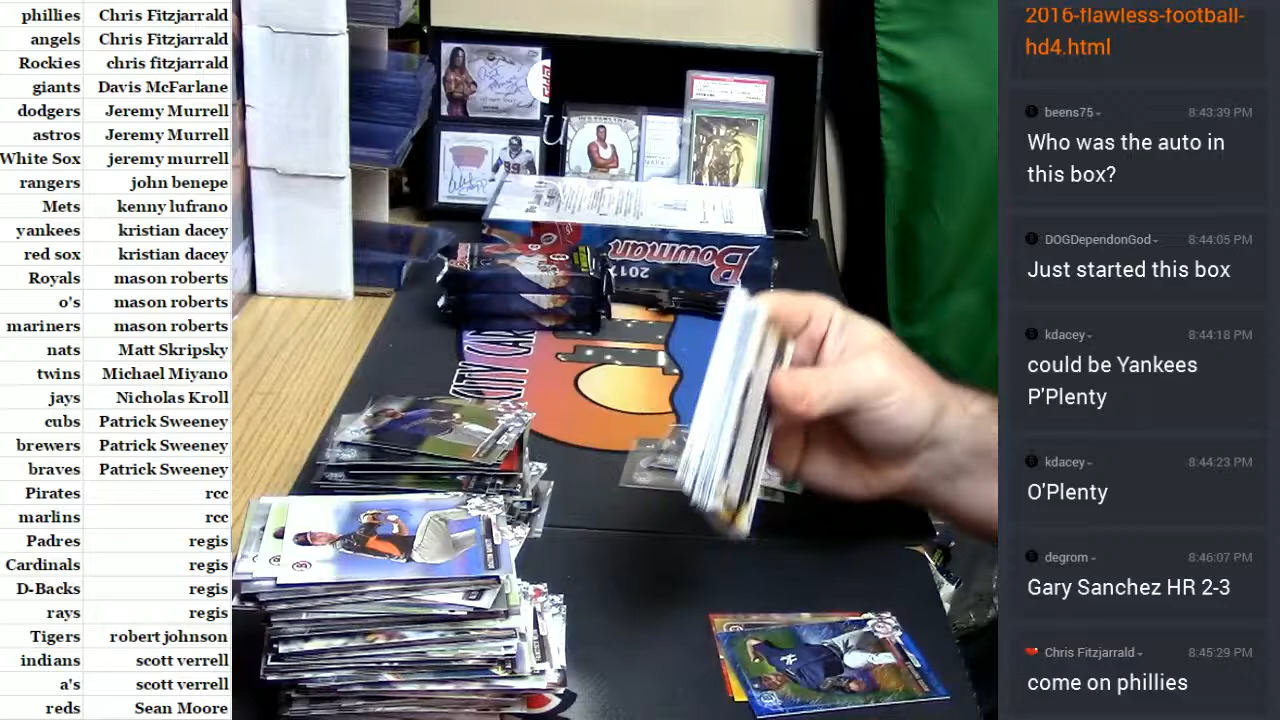 phillies Chris Fitzjarrald
angels Chris Fitzjarrald
Rockies chris fitzjarrald
giants Davis McFarlane
dodgers Jeremy Murrell
astros Jeremy Murrell
White Sox jeremy murrell
rangers john benepe
Mets kenny lufrano
yankees kristian dacey
red sox kristian dacey
Royals mason roberts
o's mason roberts
mariners mason roberts
nats Matt Skripsky
twins Michael Miyano
jays Nicholas Kroll
cubs Patrick Sweeney
brewers Patrick Sweeney
braves Patrick Sweeney
Pirates rcc
marlins rcc
Padres regis
Cardinals regis
D-Backs regis
rays regis
Tigers robert johnson
indians scott verrell
a's scott verrell
reds Sean Moore
Bowman
2017
2016-flawless-football-
hd4.html
beens75 8:43:39 PM
Who was the auto in
this box?
DOGDependonGod 8:44:05 PM
Just started this box
kdacey 8:44:18 PM
could be Yankees
P'Plenty
kdacey 8:44:23 PM
O'Plenty
degrom 8:46:07 PM
Gary Sanchez HR 2-3
Chris Fitzjarrald 8:45:29 PM
come on phillies